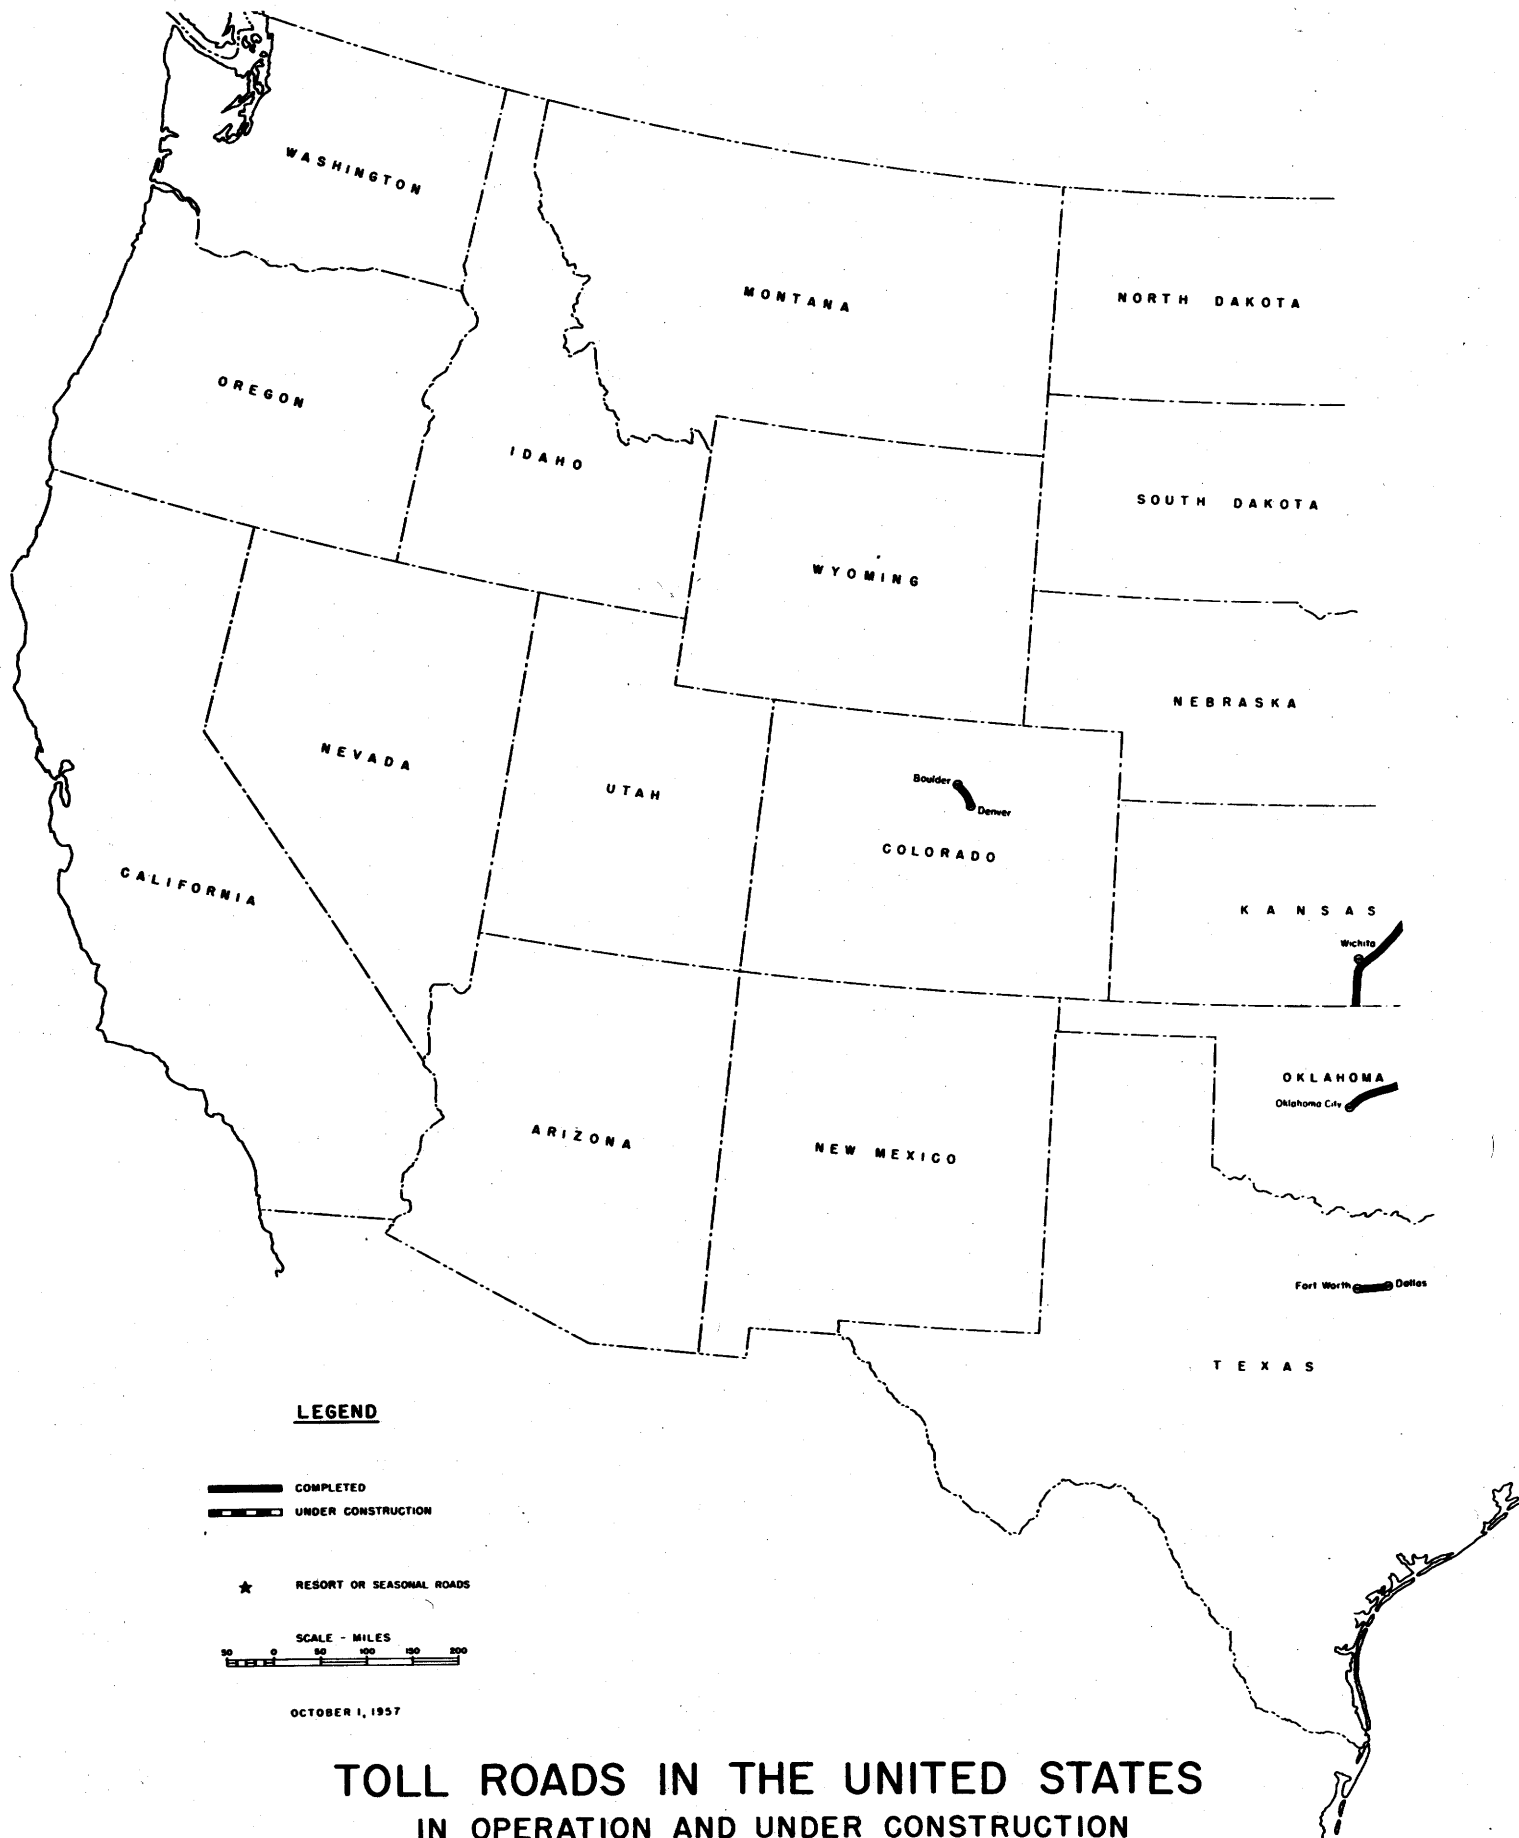 WASHINGTON
MONTANA
NORTH DAKOTA
OREGON
IDAHO
SOUTH DAKOTA
WYOMING
NEBRASKA
NEVADA
UTAH
Boulder
Denver
COLORADO
CALIFORNIA
KANSAS
Wichita
OKLAHOMA
Oklahoma City
ARIZONA
NEW MEXICO
Fort Worth
Dallas
TEXAS
LEGEND
COMPLETED
UNDER CONSTRUCTION
RESORT OR SEASONAL ROADS
SCALE - MILES
50 0 50 100 150 200
OCTOBER 1, 1957
TOLL ROADS IN THE UNITED STATES
IN OPERATION AND UNDER CONSTRUCTION